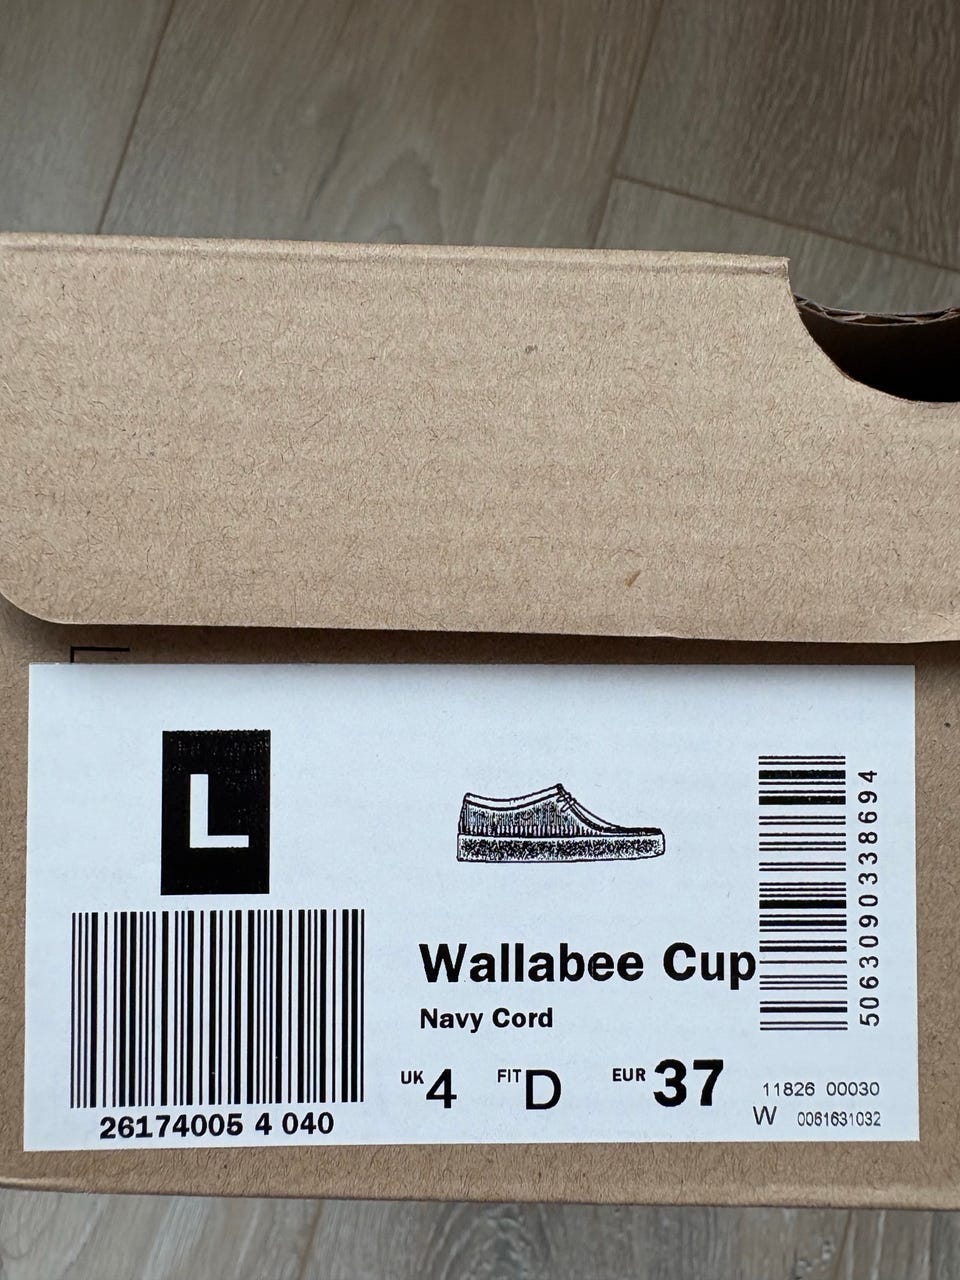 L
26174005 4 040
Wallabee Cup
Navy Cord
UK 4 FIT D EUR 37
5063090338694
11826 00030
W 0061631032